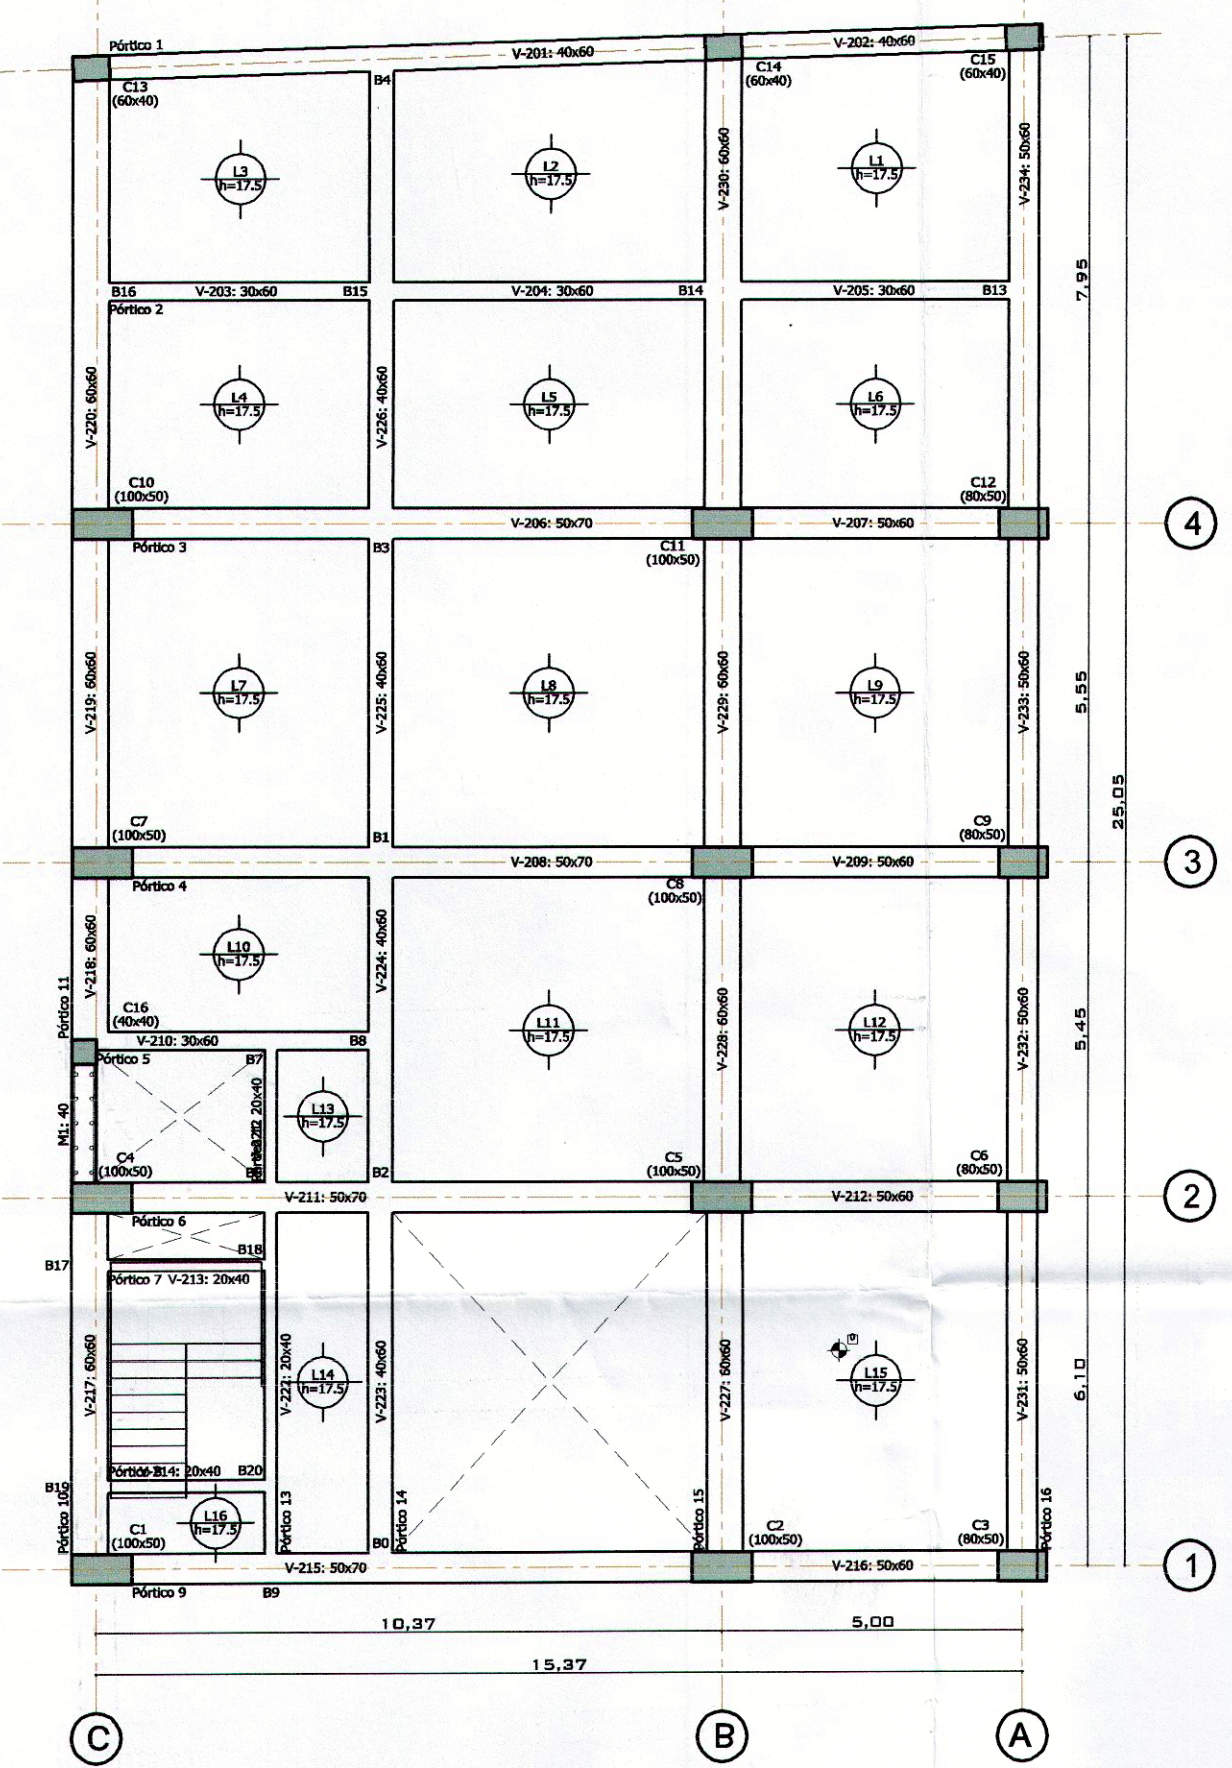 Pórtico 1
V-201: 40x60
V-202: 40x60
C13
(60x40)
B4
C14
(60x40)
C15
(60x40)
V-230: 60x60
V-234: 50x60
L3
h=17.5
L2
h=17.5
L1
h=17.5
7,95
B16
V-203: 30x60
B15
V-204: 30x60
B14
V-205: 30x60
B13
Pórtico 2
V-220: 60x60
L4
h=17.5
V-226: 40x60
L5
h=17.5
L6
h=17.5
C10
(100x50)
C12
(80x50)
V-206: 50x70
V-207: 50x60
4
Pórtico 3
B3
C11
(100x50)
V-219: 60x60
L7
h=17.5
V-225: 40x60
L8
h=17.5
V-229: 60x60
L9
h=17.5
V-233: 50x60
5,55
25,05
C7
(100x50)
B1
C9
(80x50)
V-208: 50x70
V-209: 50x60
3
Pórtico 4
C8
(100x50)
V-218: 60x60
L10
h=17.5
V-224: 40x60
Pórtico 11
C16
(40x40)
L11
h=17.5
V-228: 60x60
L12
h=17.5
V-232: 50x60
5,45
V-210: 30x60
B8
Pórtico 5
B7
M1: 40
20x40
L13
h=17.5
C4
(100x50)
B2
C5
(100x50)
C6
(80x50)
V-211: 50x70
V-212: 50x60
2
Pórtico 6
B18
B17
Pórtico 7 V-213: 20x40
V-217: 60x60
V-222: 20x40
L14
h=17.5
V-223: 40x60
V-227: 60x60
L15
h=17.5
V-231: 50x60
6,10
20x40
B20
B19
Pórtico 10
L16
h=17.5
C1
(100x50)
Pórtico 13
B0
Pórtico 14
Pórtico 15
C2
(100x50)
C3
(80x50)
Pórtico 16
V-215: 50x70
V-216: 50x60
1
Pórtico 9
B9
10,37
5,00
15,37
C
B
A